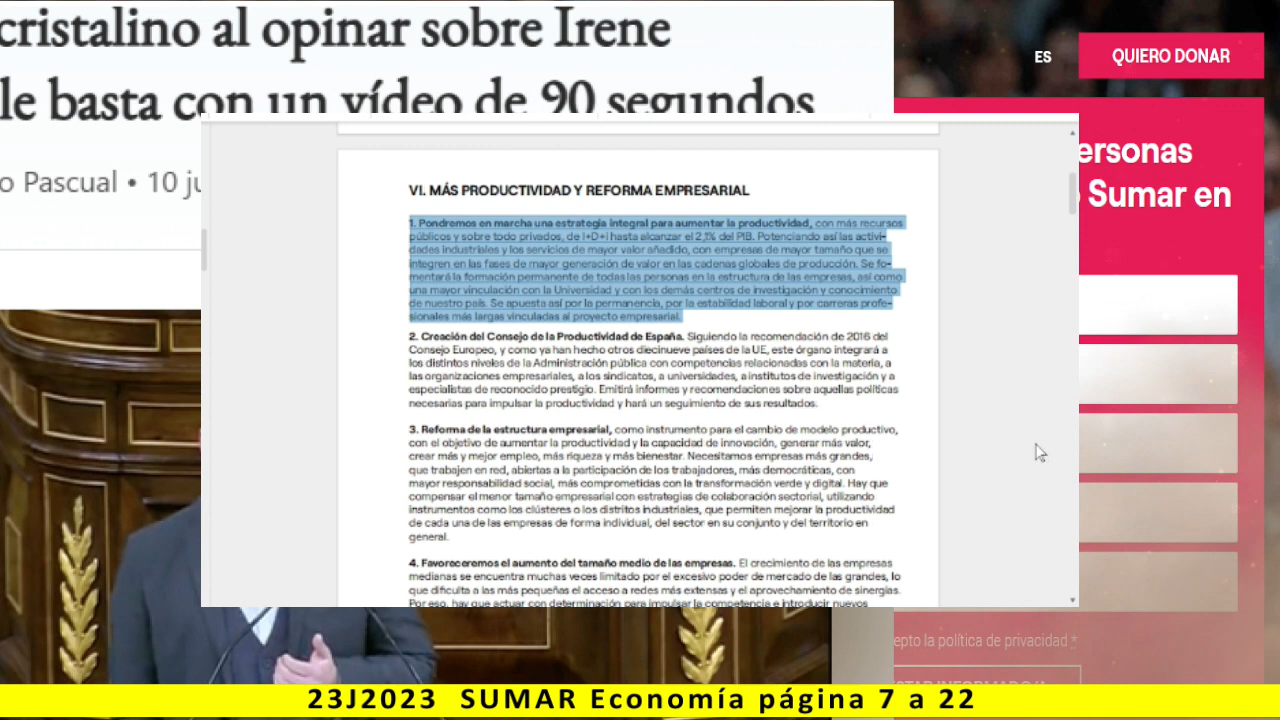 cristalino al opinar sobre Irene
le basta con un vídeo de 90 segundos
o Pascual • 10 ju
ES
QUIERO DONAR
ersonas
Sumar en
VI. MÁS PRODUCTIVIDAD Y REFORMA EMPRESARIAL
1. Pondremos en marcha una estrategia integral para aumentar la productividad, con más recursos
públicos y sobre todo privados, de I+D+i hasta alcanzar el 2,1% del PIB. Potenciando así las activi-
dades industriales y los servicios de mayor valor añadido, con empresas de mayor tamaño que se
integren en las fases de mayor generación de valor en las cadenas globales de producción. Se fo-
mentará la formación permanente de todas las personas en la estructura de las empresas, así como
una mayor vinculación con la Universidad y con los demás centros de investigación y conocimiento
de nuestro país. Se apuesta así por la permanencia, por la estabilidad laboral y por carreras profe-
sionales más largas vinculadas al proyecto empresarial.
2. Creación del Consejo de la Productividad de España. Siguiendo la recomendación de 2016 del
Consejo Europeo, y como ya han hecho otros diecinueve países de la UE, este órgano integrará a
los distintos niveles de la Administración pública con competencias relacionadas con la materia, a
las organizaciones empresariales, a los sindicatos, a universidades, a institutos de investigación y a
especialistas de reconocido prestigio. Emitirá informes y recomendaciones sobre aquellas políticas
necesarias para impulsar la productividad y hará un seguimiento de sus resultados.
3. Reforma de la estructura empresarial, como instrumento para el cambio de modelo productivo,
con el objetivo de aumentar la productividad y la capacidad de innovación, generar más valor,
crear más y mejor empleo, más riqueza y más bienestar. Necesitamos empresas más grandes,
que trabajen en red, abiertas a la participación de los trabajadores, más democráticas, con
mayor responsabilidad social, más comprometidas con la transformación verde y digital. Hay que
compensar el menor tamaño empresarial con estrategias de colaboración sectorial, utilizando
instrumentos como los clústeres o los distritos industriales, que permiten mejorar la productividad
de cada una de las empresas de forma individual, del sector en su conjunto y del territorio en
general.
4. Favoreceremos el aumento del tamaño medio de las empresas. El crecimiento de las empresas
medianas se encuentra muchas veces limitado por el excesivo poder de mercado de las grandes, lo
que dificulta a las más pequeñas el acceso a redes más extensas y el aprovechamiento de sinergias.
Por eso, hay que actuar con determinación para impulsar la competencia e introducir nuevos
epto la política de privacidad *
23J2023 SUMAR Economía página 7 a 22